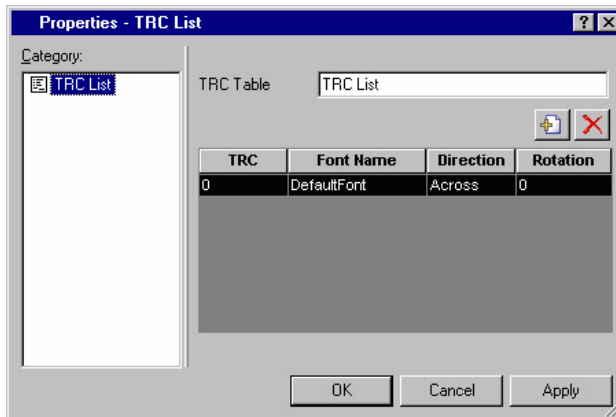 Properties - TRC List
Category:
TRC List
TRC Table TRC List
TRC Font Name Direction Rotation
0 DefaultFont Across 0
OK Cancel Apply